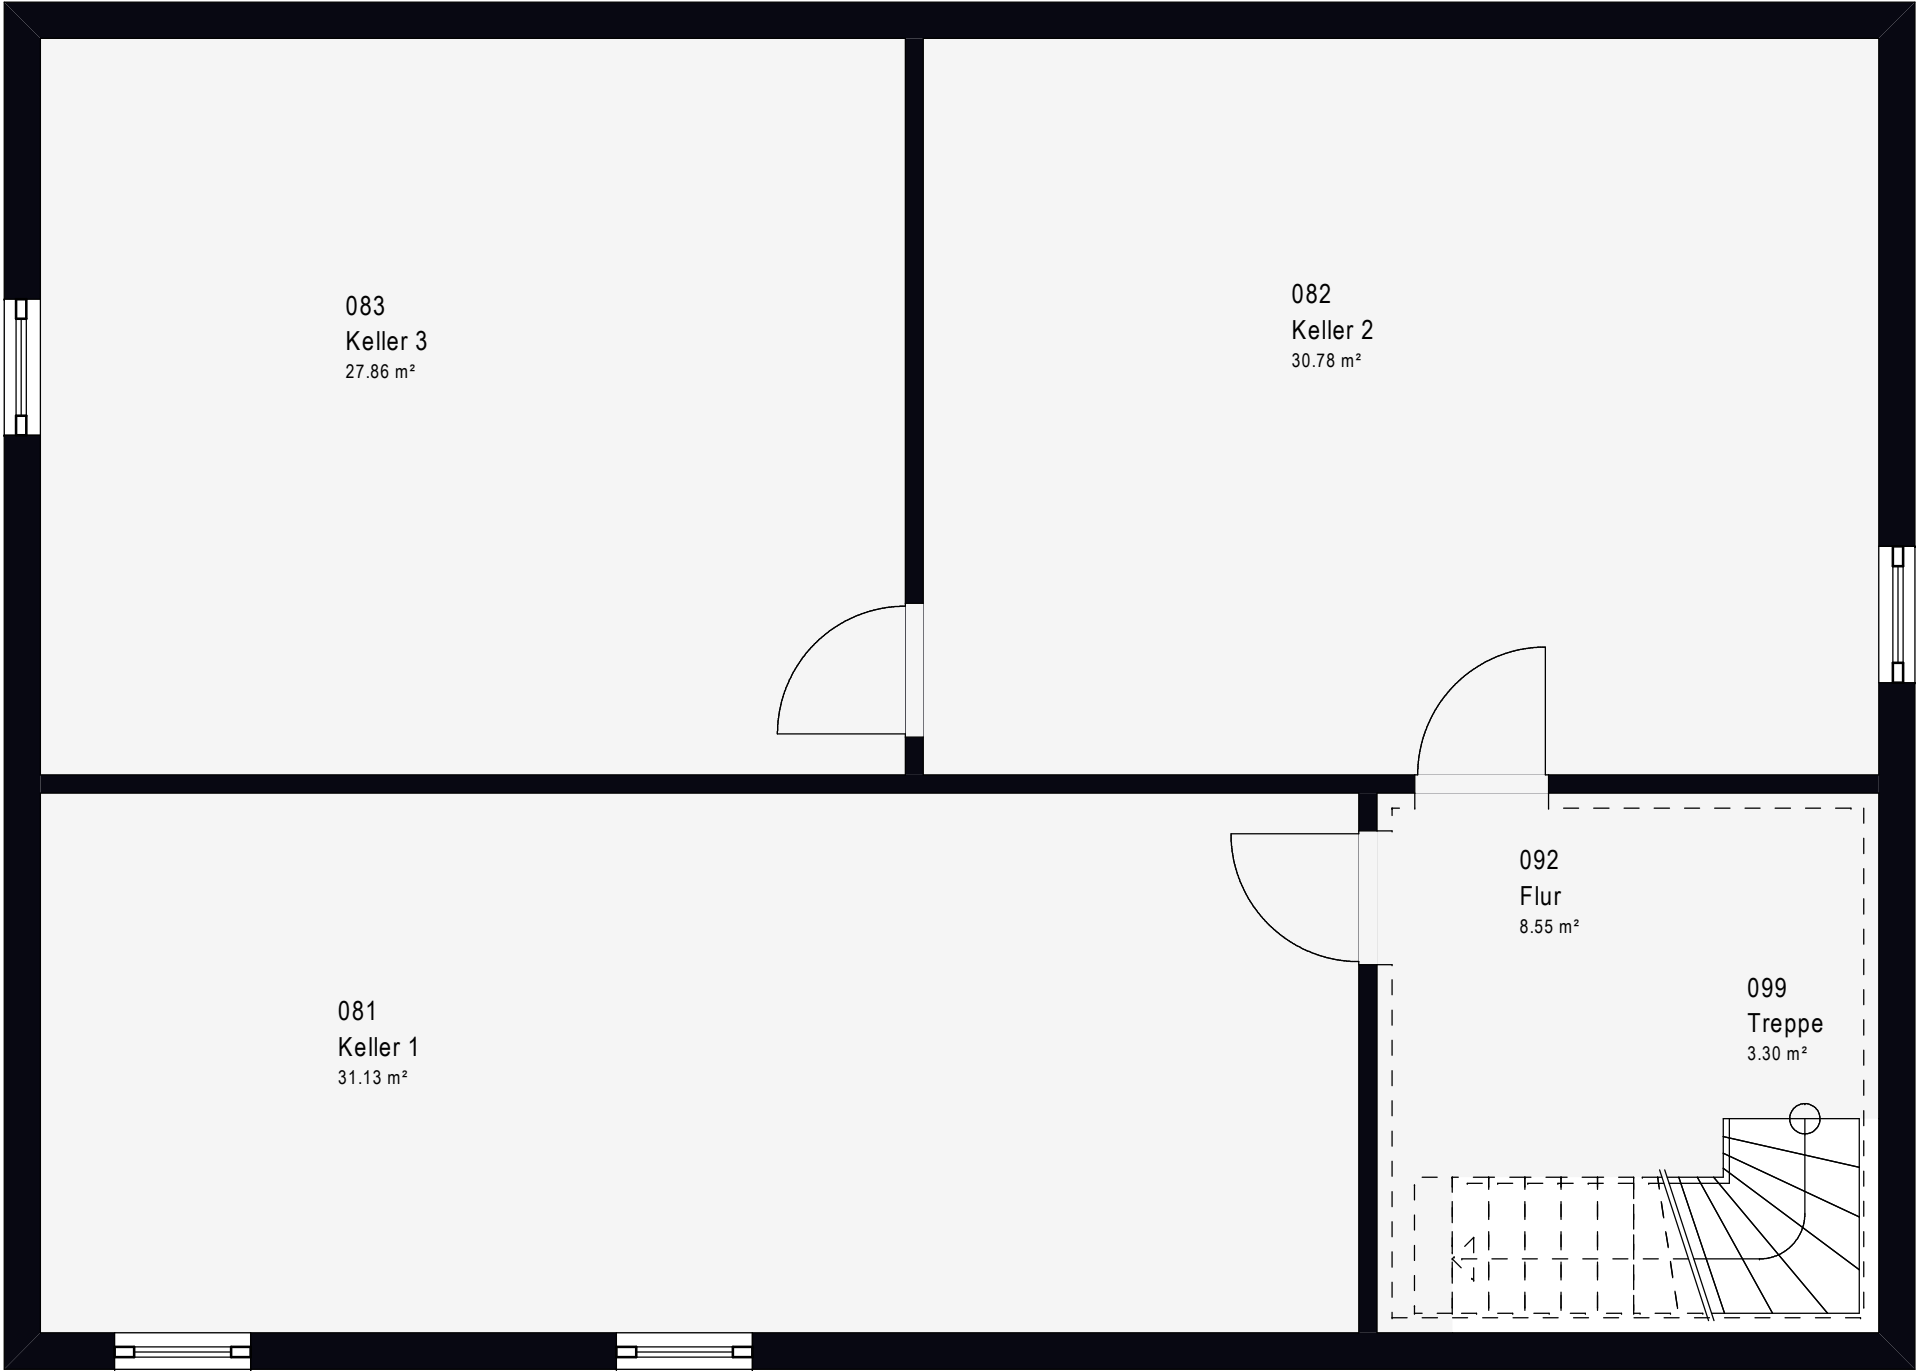 083
Keller 3
27.86 m²
082
Keller 2
30.78 m²
092
Flur
8.55 m²
099
Treppe
3.30 m²
081
Keller 1
31.13 m²